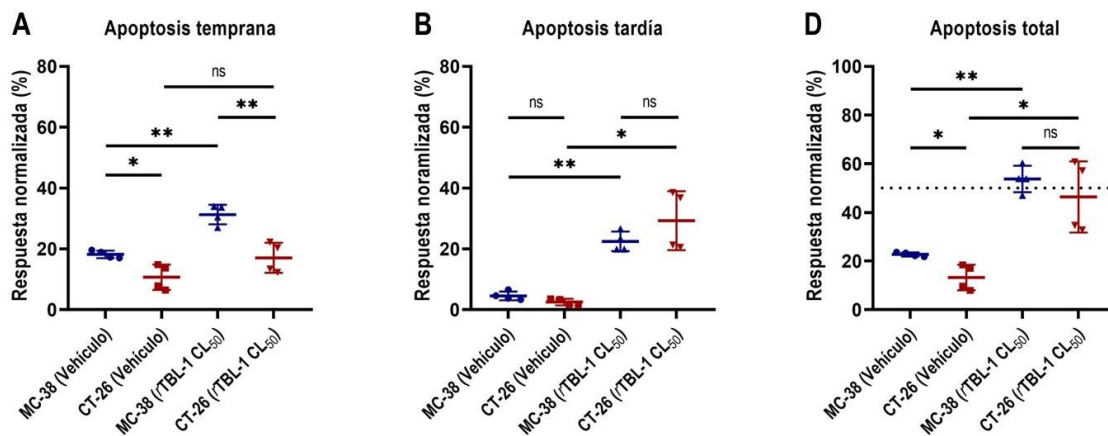 A
Apoptosis temprana
Respuesta normalizada (%)
80
60
40
20
0
ns
**
**
*
MC-38 (Vehículo)
CT-26 (Vehículo)
MC-38 (rTBL-1 CL50)
CT-26 (rTBL-1 CL50)
B
Apoptosis tardía
Respuesta noramlizada (%)
80
60
40
20
0
ns
ns
*
**
MC-38 (Vehículo)
CT-26 (Vehículo)
MC-38 (rTBL-1 CL50)
CT-26 (rTBL-1 CL50)
D
Apoptosis total
Respuesta normalizada (%)
100
80
60
40
20
0
**
*
*
ns
MC-38 (Vehículo)
CT-26 (Vehículo)
MC-38 (rTBL-1 CL50)
CT-26 (rTBL-1 CL50)